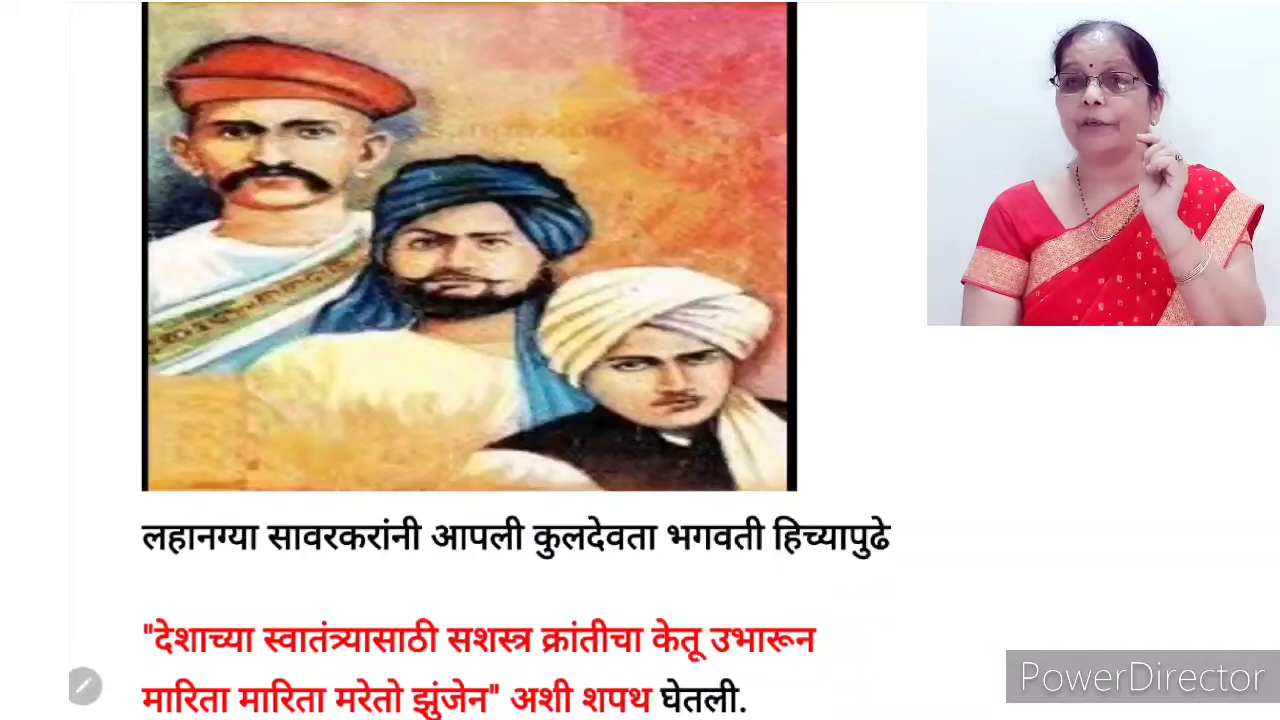 लहानग्या सावरकरांनी आपली कुलदेवता भगवती हिच्यापुढे
"देशाच्या स्वातंत्र्यासाठी सशस्त्र क्रांतीचा केतू उभारून
मारिता मारिता मरेतो झुंजेन" अशी शपथ घेतली.
PowerDirector